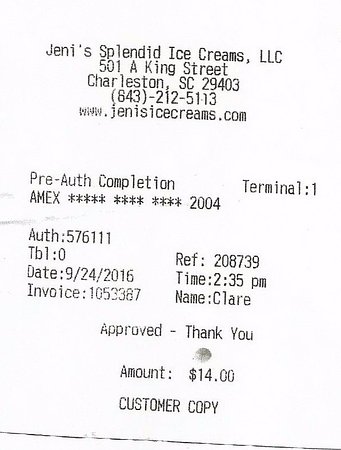 Jeni's Splendid Ice Creams, LLC
501 A King Street
Charleston, SC 29403
(843)-212-5113
www.jenisicecreams.com
Pre-Auth Completion Terminal:1
AMEX ***** **** **** 2004
Auth:576111
Tbl:0 Ref: 208739
Date:9/24/2016 Time:2:35 pm
Invoice:1053387 Name:Clare
Approved - Thank You
Amount: $14.00
CUSTOMER COPY